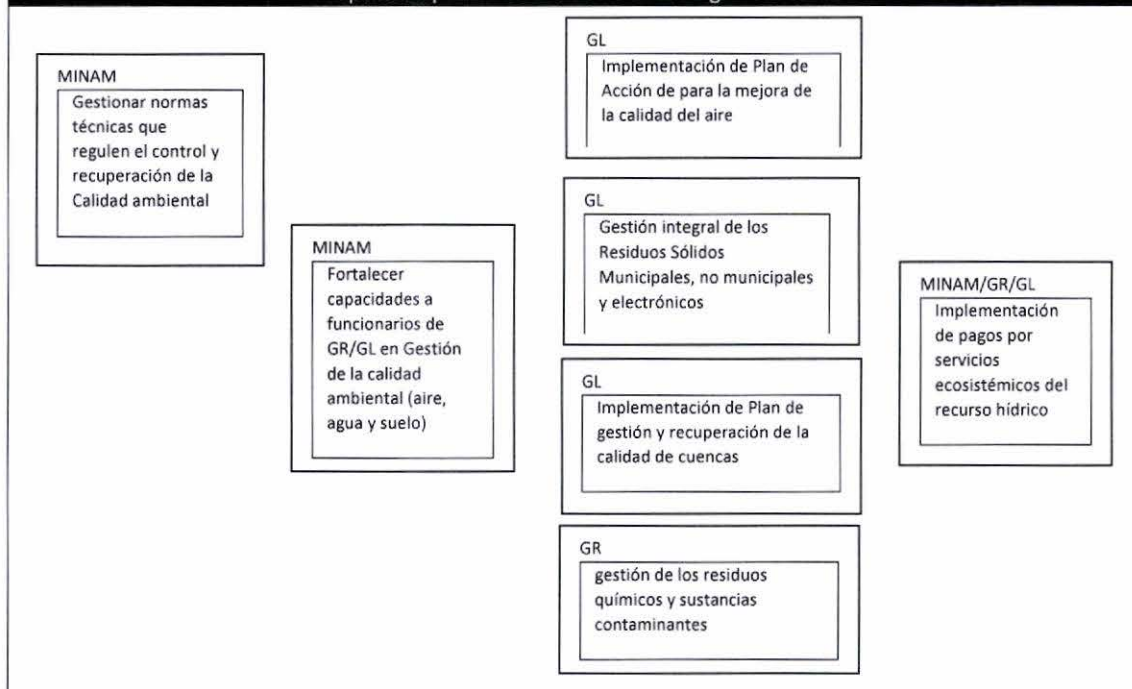 MINAM
Gestionar normas
técnicas que
regulen el control y
recuperación de la
Calidad ambiental
MINAM
Fortalecer
capacidades a
funcionarios de
GR/GL en Gestión
de la calidad
ambiental (aire,
agua y suelo)
GL
Implementación de Plan de
Acción de para la mejora de
la calidad del aire
GL
Gestión integral de los
Residuos Sólidos
Municipales, no municipales
y electrónicos
GL
Implementación de Plan de
gestión y recuperación de la
calidad de cuencas
GR
gestión de los residuos
químicos y sustancias
contaminantes
MINAM/GR/GL
Implementación
de pagos por
servicios
ecosistémicos del
recurso hídrico